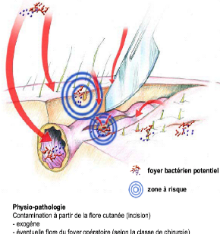 foyer bactérien potentiel
zone à risque
Physio-pathologie
Contamination à partir de la flore cutanée (incision)
- exogène
- éventuelle flore du foyer opératoire (selon la classe de chirurgie)